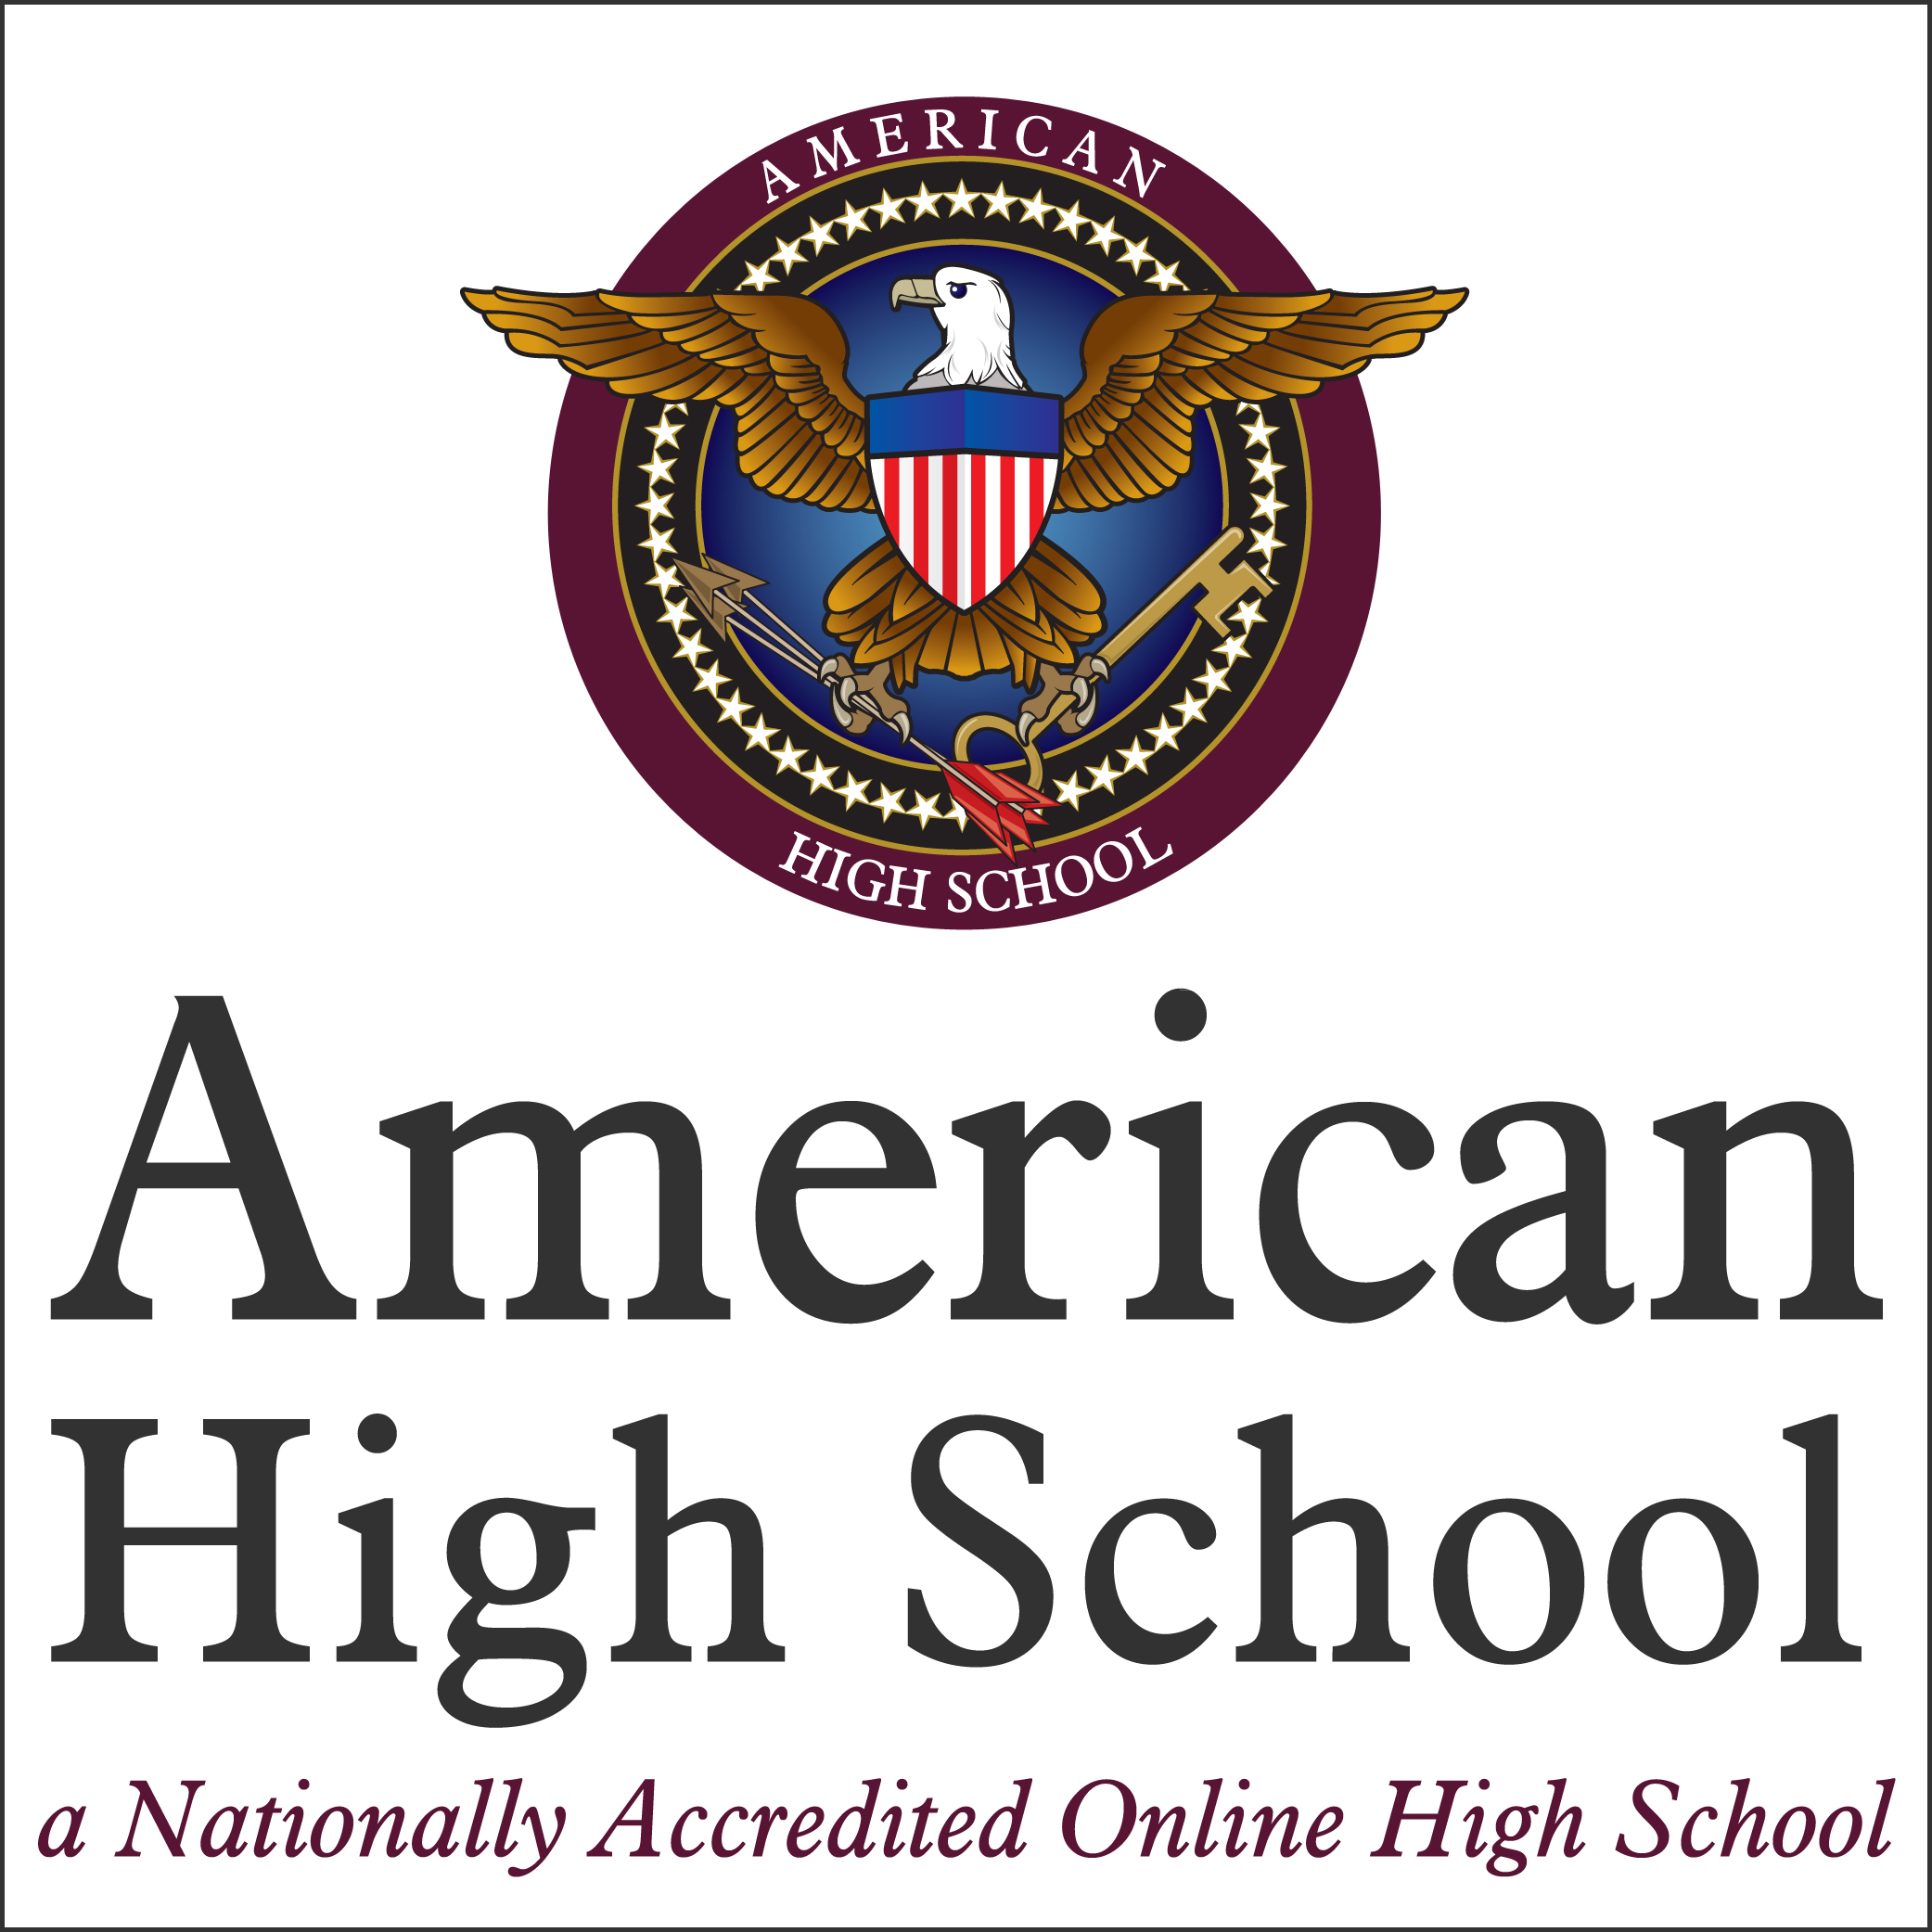 AMERICAN
HIGH SCHOOL
American
High School
a Nationally Accredited Online High School